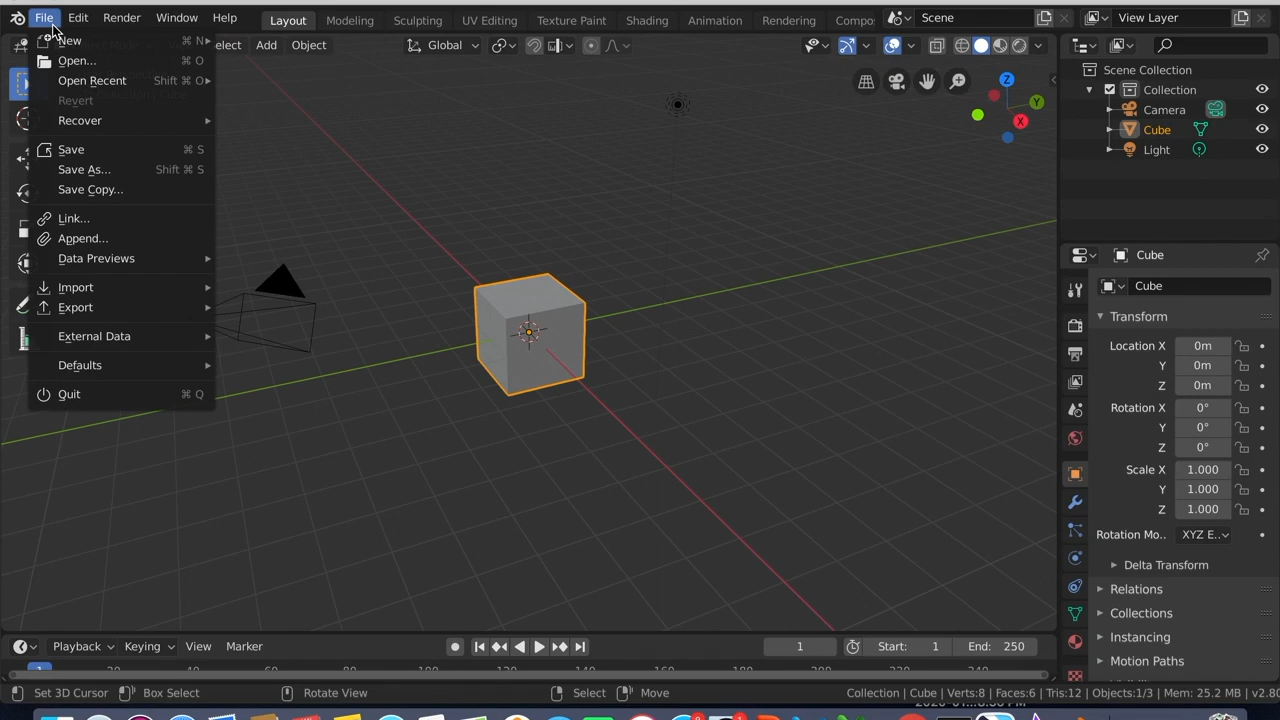 File Edit Render Window Help Layout Modeling Sculpting UV Editing Texture Paint Shading Animation Rendering Compo Scene View Layer
New ⌘ N
elect Add Object Global
Open... ⌘ O
Open Recent Shift ⌘ O
Revert
Recover
Save ⌘ S
Save As... Shift ⌘ S
Save Copy...
Link...
Append...
Data Previews
Import
Export
External Data
Defaults
Quit ⌘ Q
Z
Y
X
Scene Collection
Collection
Camera
Cube
Light
Cube
Cube
Transform
Location X 0m
Y 0m
Z 0m
Rotation X 0°
Y 0°
Z 0°
Scale X 1.000
Y 1.000
Z 1.000
Rotation Mo.. XYZ E..
Delta Transform
Relations
Collections
Instancing
Motion Paths
Playback Keying View Marker 1 Start: 1 End: 250
1
Set 3D Cursor Box Select Rotate View Select Move Collection | Cube | Verts:8 | Faces:6 | Tris:12 | Objects:1/3 | Mem: 25.2 MB | v2.80